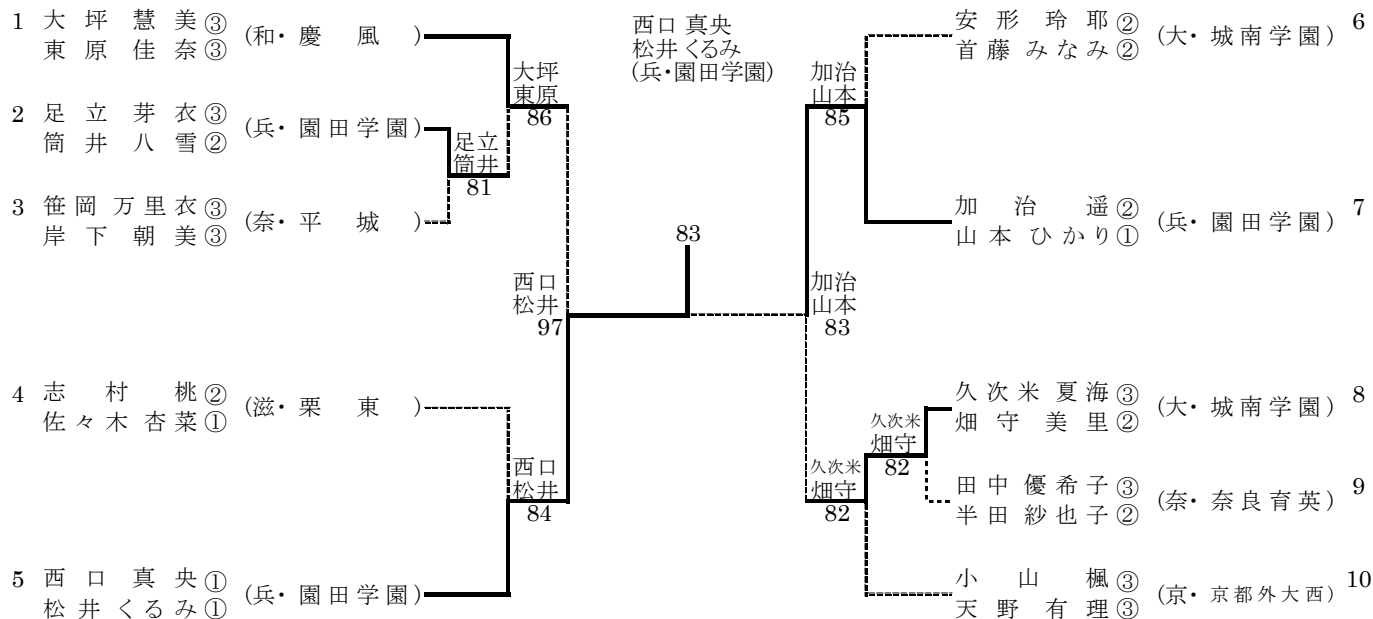 1 大坪慧美③ (和・慶風)
東原佳奈③
2 足立芽衣③ (兵・園田学園)
筒井八雪②
3 笹岡万里衣③ (奈・平城)
岸下朝美③
4 志村桃② (滋・栗東)
佐々木杏菜①
5 西口真央① (兵・園田学園)
松井くるみ①
足立
筒井
81
大坪
東原
86
西口
松井
84
西口
松井
97
西口 真央
松井 くるみ
(兵・園田学園)
83
加治
山本
85
加治
山本
83
久次米
畑守
82
久次米
畑守
82
安形玲耶② (大・城南学園) 6
首藤みなみ②
加治遥② (兵・園田学園) 7
山本ひかり①
久次米夏海③ (大・城南学園) 8
畑守美里②
田中優希子③ (奈・奈良育英) 9
半田紗也子②
小山楓③ (京・京都外大西) 10
天野有理③